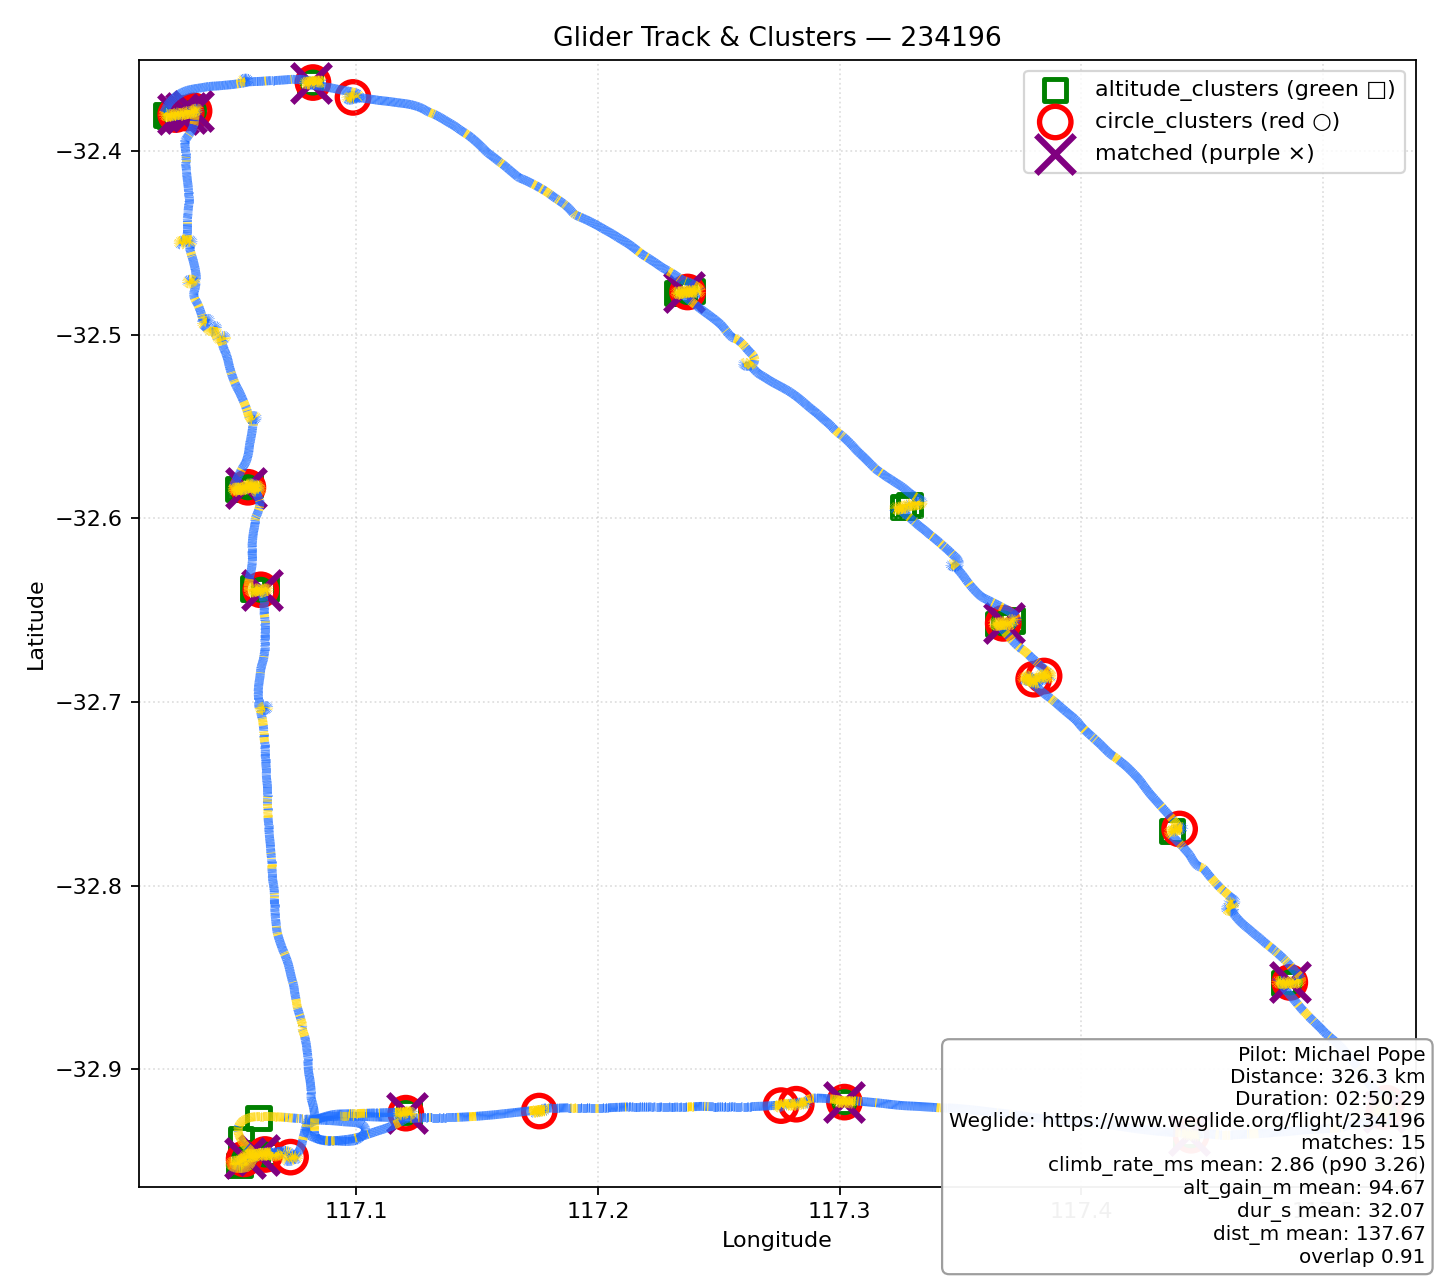 Glider Track & Clusters — 234196
altitude_clusters (green □)
circle_clusters (red ○)
matched (purple ×)
−32.4
−32.5
−32.6
−32.7
−32.8
−32.9
Latitude
117.1
117.2
117.3
117.4
Longitude
Pilot: Michael Pope
Distance: 326.3 km
Duration: 02:50:29
Weglide: https://www.weglide.org/flight/234196
matches: 15
climb_rate_ms mean: 2.86 (p90 3.26)
alt_gain_m mean: 94.67
dur_s mean: 32.07
dist_m mean: 137.67
overlap 0.91